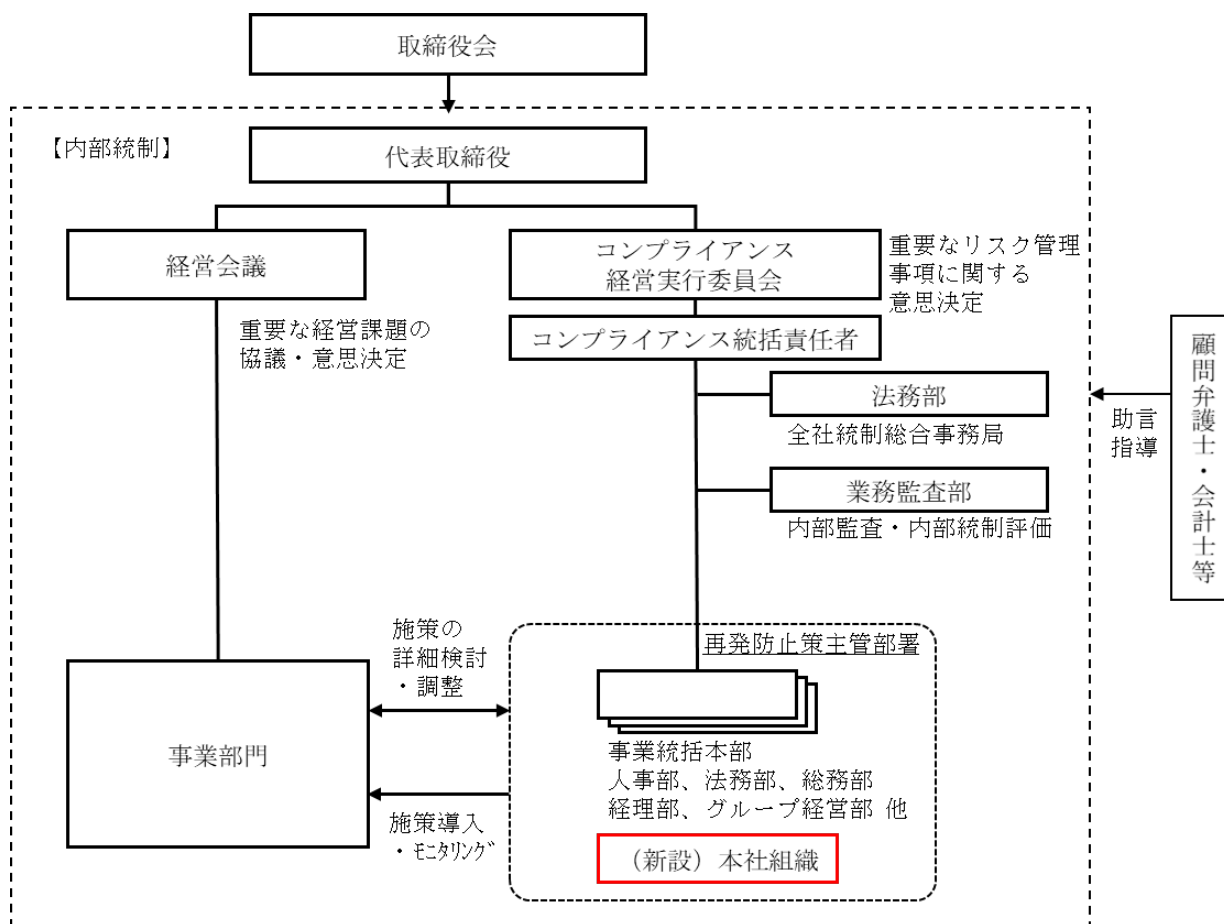 取締役会
【内部統制】
代表取締役
経営会議
重要な経営課題の
協議・意思決定
コンプライアンス
経営実行委員会
重要なリスク管理
事項に関する
意思決定
コンプライアンス統括責任者
法務部
全社統制総合事務局
業務監査部
内部監査・内部統制評価
顧問弁護士・会計士等
助言
指導
施策の
詳細検討
・調整
事業部門
施策導入
・ﾓﾆﾀﾘﾝｸﾞ
再発防止策主管部署
事業統括本部
人事部、法務部、総務部
経理部、グループ経営部 他
（新設）本社組織